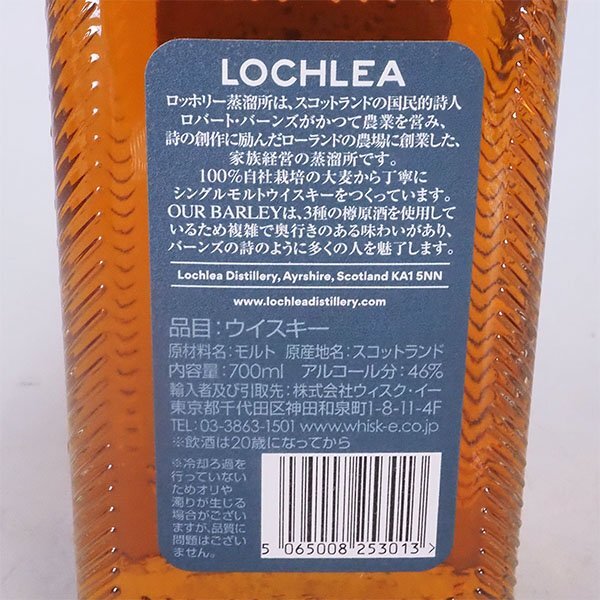 LOCHLEA
ロッホリー蒸溜所は、スコットランドの国民的詩人
ロバート・バーンズがかつて農業を営み、
詩の創作に励んだローランドの農場に創業した、
家族経営の蒸溜所です。
100%自社栽培の大麦から丁寧に
シングルモルトウイスキーをつくっています。
OUR BARLEYは、3種の樽原酒を使用して
いるため複雑で奥行きのある味わいがあり、
バーンズの詩のように多くの人を魅了します。
Lochlea Distillery, Ayrshire, Scotland KA1 5NN
www.lochleadistillery.com
品目：ウイスキー
原材料名：モルト 原産地名：スコットランド
内容量：700ml アルコール分：46%
輸入者及び引取先：株式会社ウィスク・イー
東京都千代田区神田和泉町1-8-11-4F
TEL：03-3863-1501 www.whisk-e.co.jp
※飲酒は20歳になってから
※冷却ろ過を
行っていない
ためオリや
濁りが生じる
場合がござい
ますが、品質に
問題はござい
ません。
5 065008 253013 >